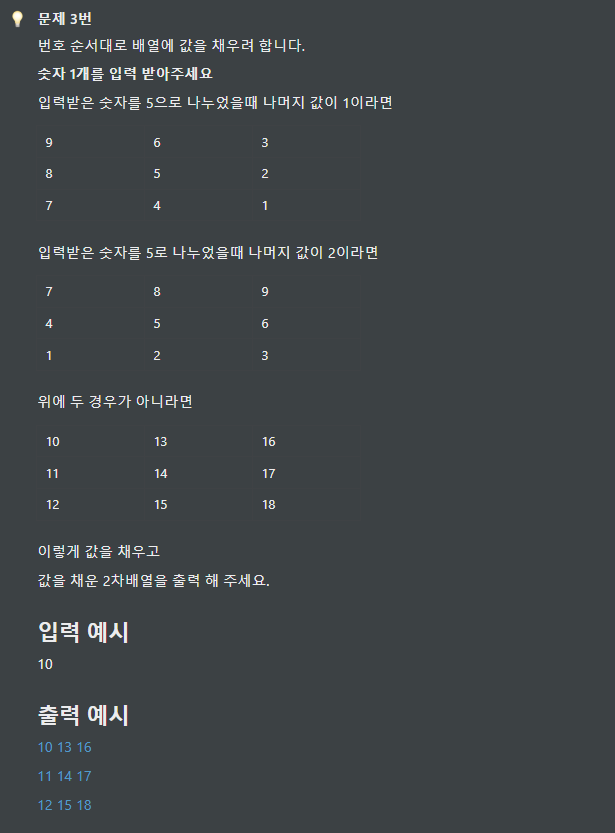 문제 3번
번호 순서대로 배열에 값을 채우려 합니다.
숫자 1개를 입력 받아주세요
입력받은 숫자를 5으로 나누었을때 나머지 값이 1이라면
9 6 3
8 5 2
7 4 1
입력받은 숫자를 5로 나누었을때 나머지 값이 2이라면
7 8 9
4 5 6
1 2 3
위에 두 경우가 아니라면
10 13 16
11 14 17
12 15 18
이렇게 값을 채우고
값을 채운 2차배열을 출력 해 주세요.
입력 예시
10
출력 예시
10 13 16
11 14 17
12 15 18